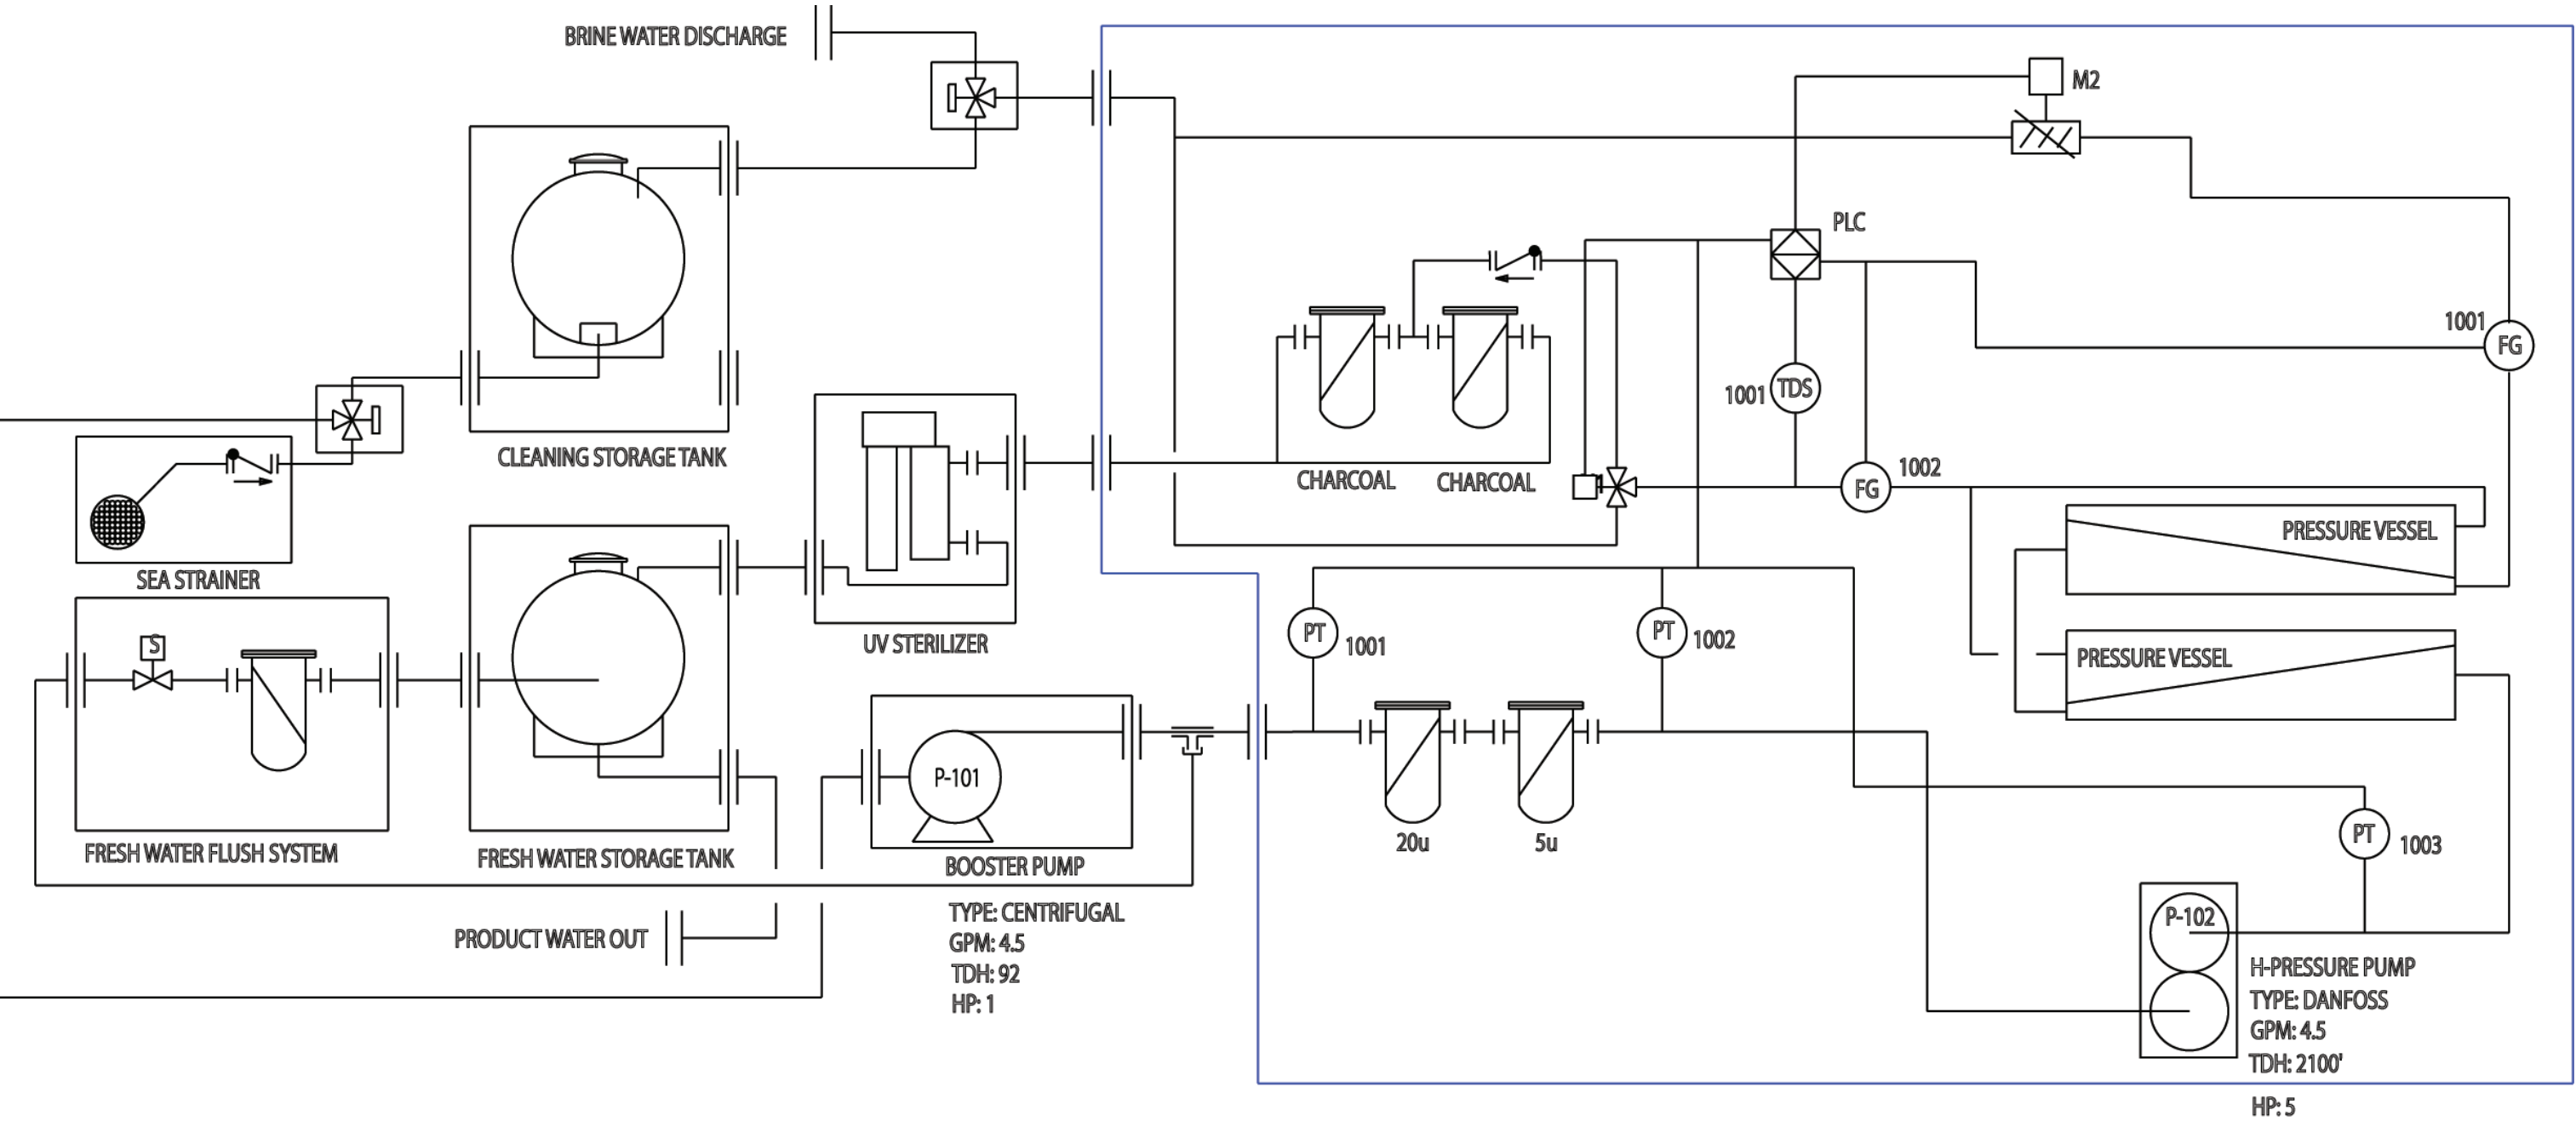 BRINE WATER DISCHARGE
M2
PLC
1001
FG
1001
TDS
CLEANING STORAGE TANK
CHARCOAL
CHARCOAL
1002
FG
PRESSURE VESSEL
SEA STRAINER
S
UV STERILIZER
PT
1001
PT
1002
PRESSURE VESSEL
P-101
20u
5u
PT
1003
FRESH WATER FLUSH SYSTEM
FRESH WATER STORAGE TANK
BOOSTER PUMP
TYPE: CENTRIFUGAL
GPM: 4.5
TDH: 92
HP: 1
PRODUCT WATER OUT
P-102
H-PRESSURE PUMP
TYPE: DANFOSS
GPM: 4.5
TDH: 2100'
HP: 5